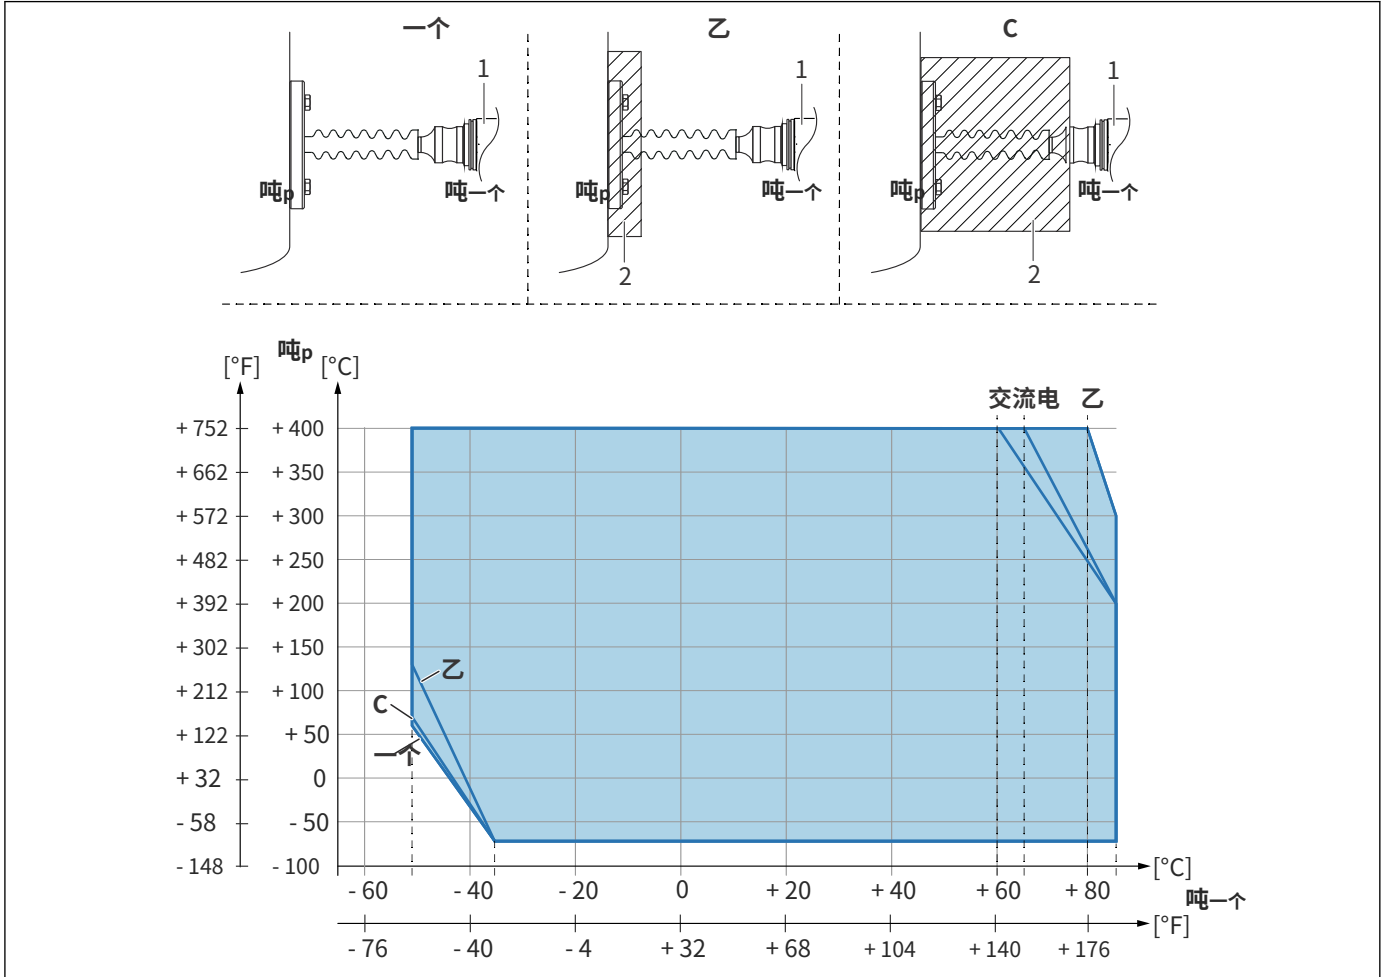 一个 乙 C
1 1 1
吨p 吨一个 吨p 吨一个 吨p 吨一个
2 2
吨p
[°F] [°C]
交流电 乙
+ 752 + 400
+ 662 + 350
+ 572 + 300
+ 482 + 250
+ 392 + 200
+ 302 + 150
乙
+ 212 + 100
C
+ 122 + 50
一个
+ 32 0
- 58 - 50
- 148 - 100
[°C]
- 60 - 40 - 20 0 + 20 + 40 + 60 + 80
吨一个
[°F]
- 76 - 40 - 4 + 32 + 68 + 104 + 140 + 176